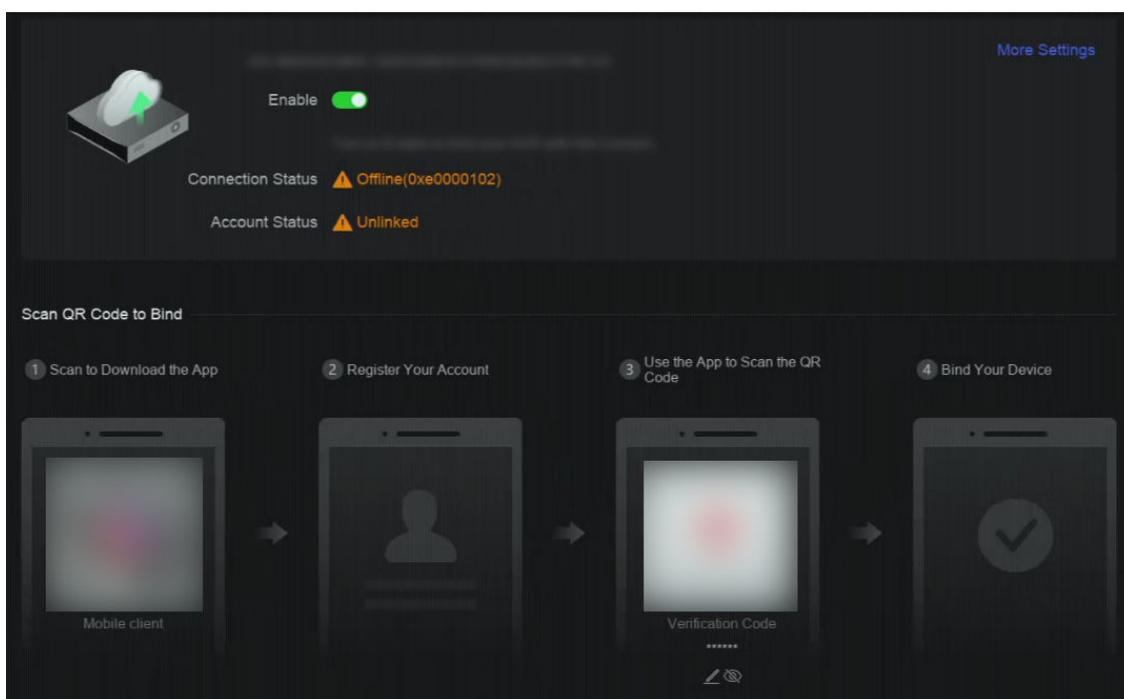 More Settings
Enable
Connection Status Offline(0xe0000102)
Account Status Unlinked
Scan QR Code to Bind
1 Scan to Download the App
2 Register Your Account
3 Use the App to Scan the QR
Code
4 Bind Your Device
Mobile client
Verification Code
******